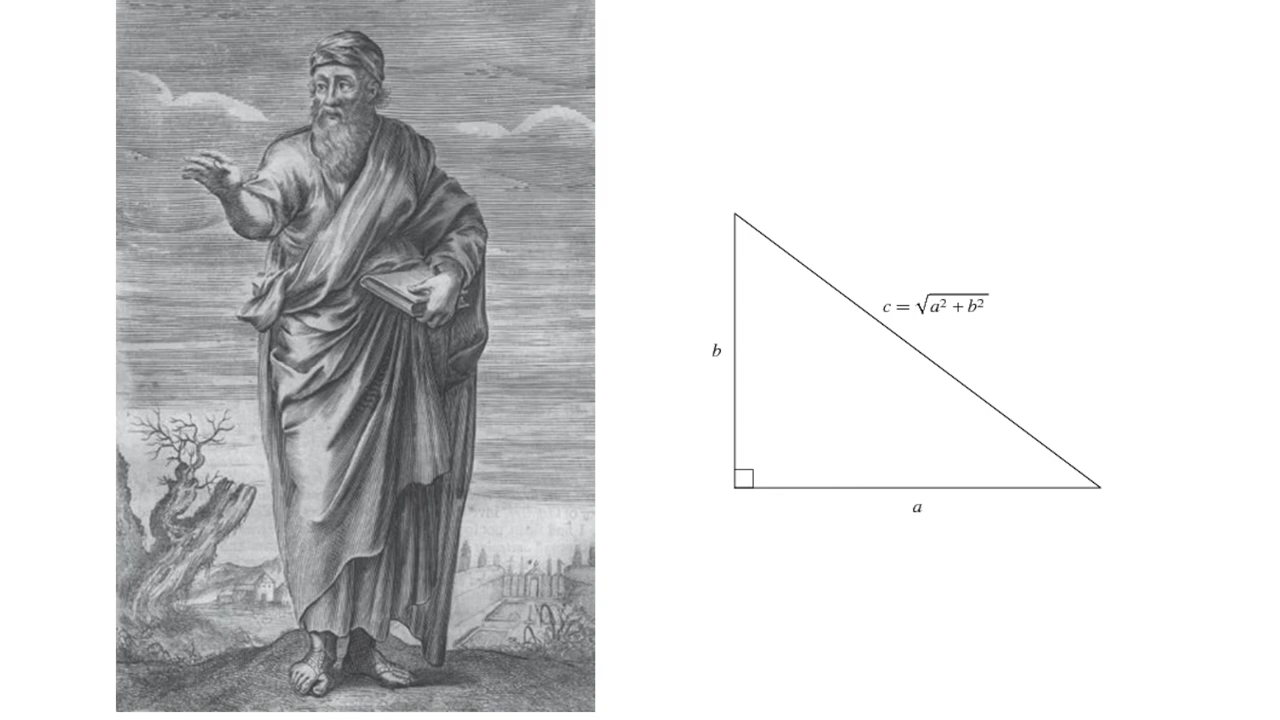 c = √a² + b²
b
a